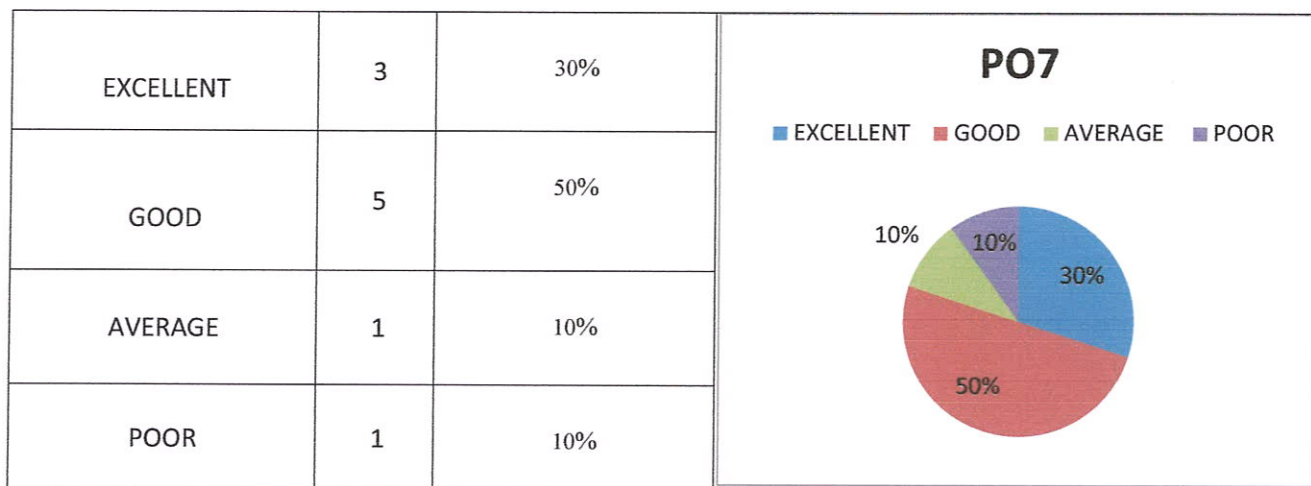 EXCELLENT 3 30%
GOOD 5 50%
AVERAGE 1 10%
POOR 1 10%
PO7
EXCELLENT GOOD AVERAGE POOR
10% 10% 30%
50%